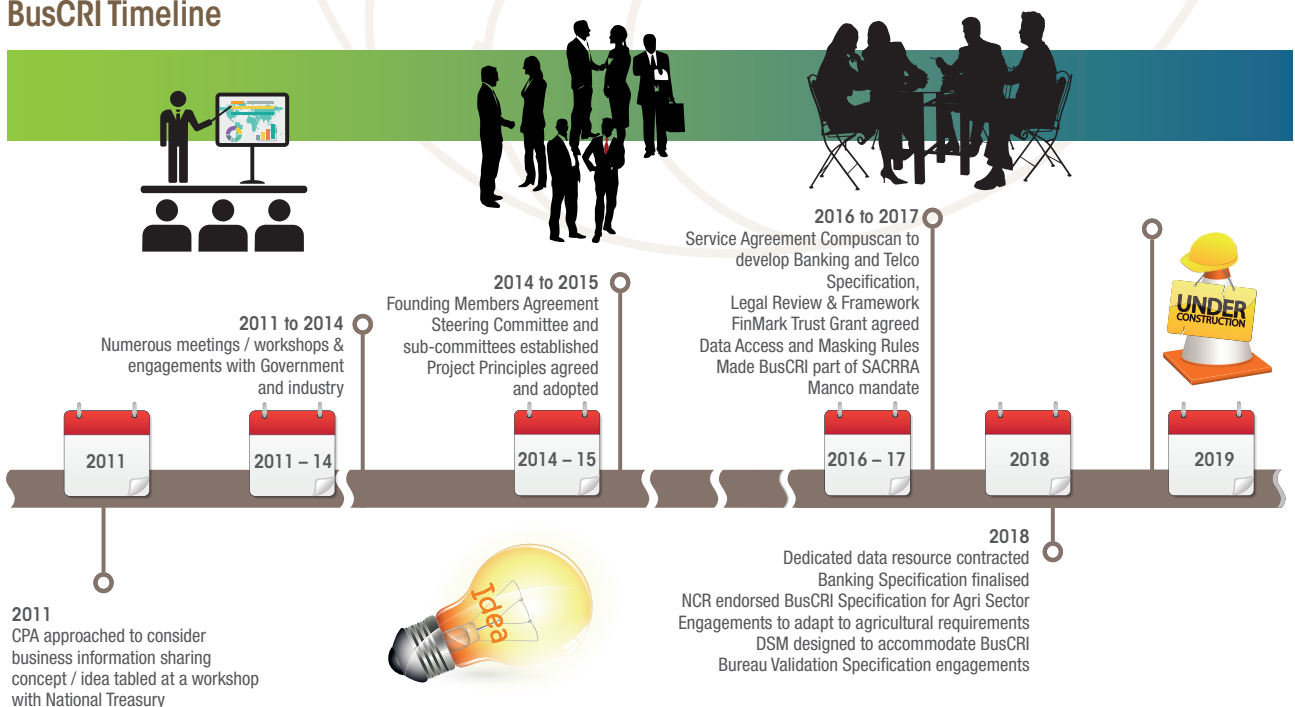 BusCRI Timeline
2011 to 2014
Numerous meetings / workshops &
engagements with Government
and industry
2014 to 2015
Founding Members Agreement
Steering Committee and
sub-committees established
Project Principles agreed
and adopted
2016 to 2017
Service Agreement Compuscan to
develop Banking and Telco
Specification,
Legal Review & Framework
FinMark Trust Grant agreed
Data Access and Masking Rules
Made BusCRI part of SACRRA
Manco mandate
UNDER
CONSTRUCTION
2011
2011 – 14
2014 – 15
2016 – 17
2018
2019
2011
CPA approached to consider
business information sharing
concept / idea tabled at a workshop
with National Treasury
Idea
2018
Dedicated data resource contracted
Banking Specification finalised
NCR endorsed BusCRI Specification for Agri Sector
Engagements to adapt to agricultural requirements
DSM designed to accommodate BusCRI
Bureau Validation Specification engagements